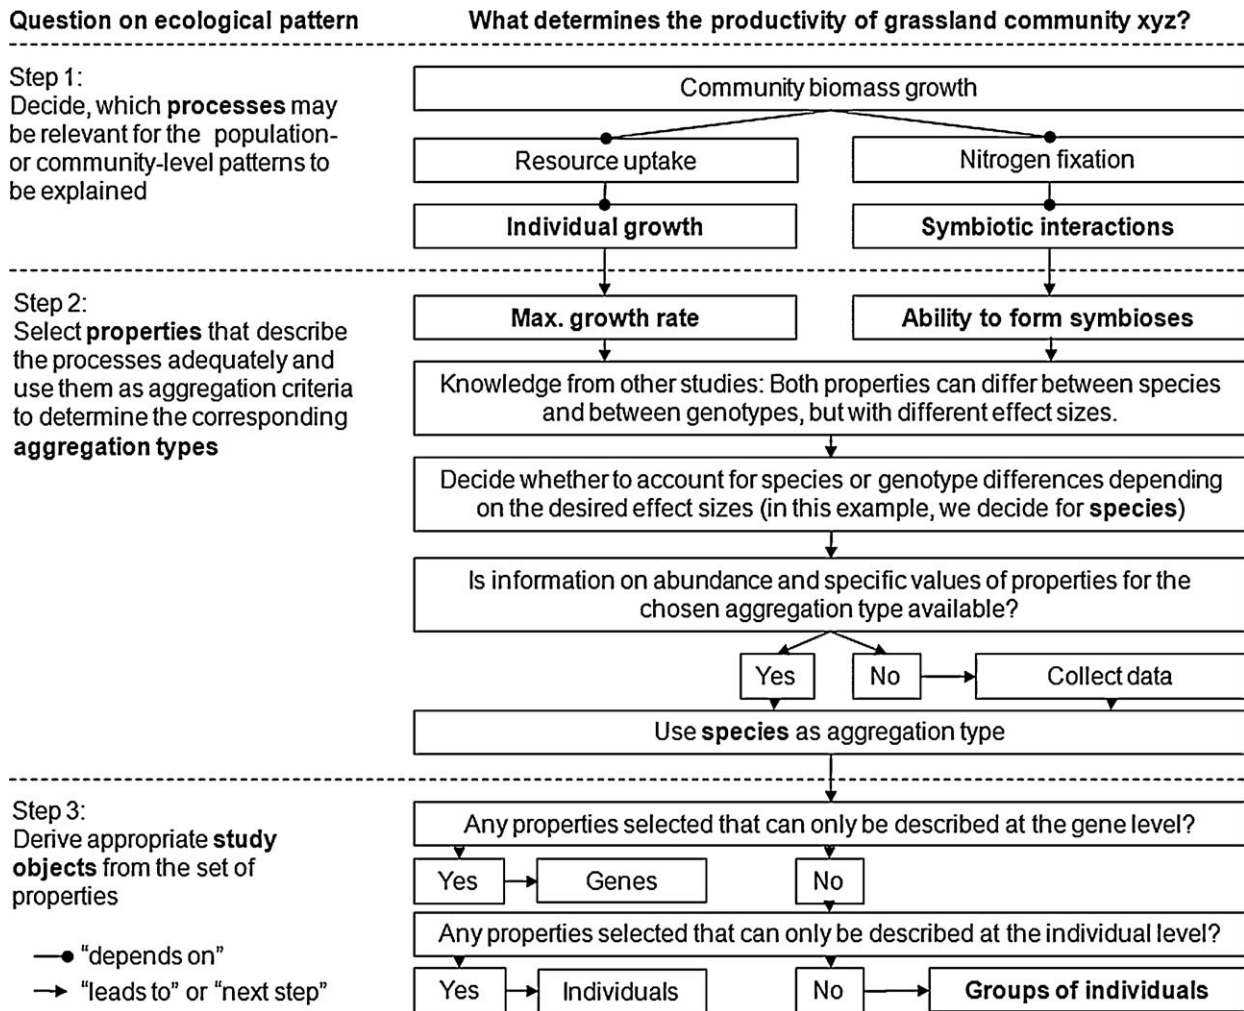 Question on ecological pattern
What determines the productivity of grassland community xyz?
Step 1:
Decide, which processes may
be relevant for the population-
or community-level patterns to
be explained
Community biomass growth
Resource uptake
Nitrogen fixation
Individual growth
Symbiotic interactions
Step 2:
Select properties that describe
the processes adequately and
use them as aggregation criteria
to determine the corresponding
aggregation types
Max. growth rate
Ability to form symbioses
Knowledge from other studies: Both properties can differ between species
and between genotypes, but with different effect sizes.
Decide whether to account for species or genotype differences depending
on the desired effect sizes (in this example, we decide for species)
Is information on abundance and specific values of properties for the
chosen aggregation type available?
Yes
No
Collect data
Use species as aggregation type
Step 3:
Derive appropriate study
objects from the set of
properties
Any properties selected that can only be described at the gene level?
Yes
Genes
No
Any properties selected that can only be described at the individual level?
Yes
Individuals
No
Groups of individuals
"depends on"
"leads to" or "next step"